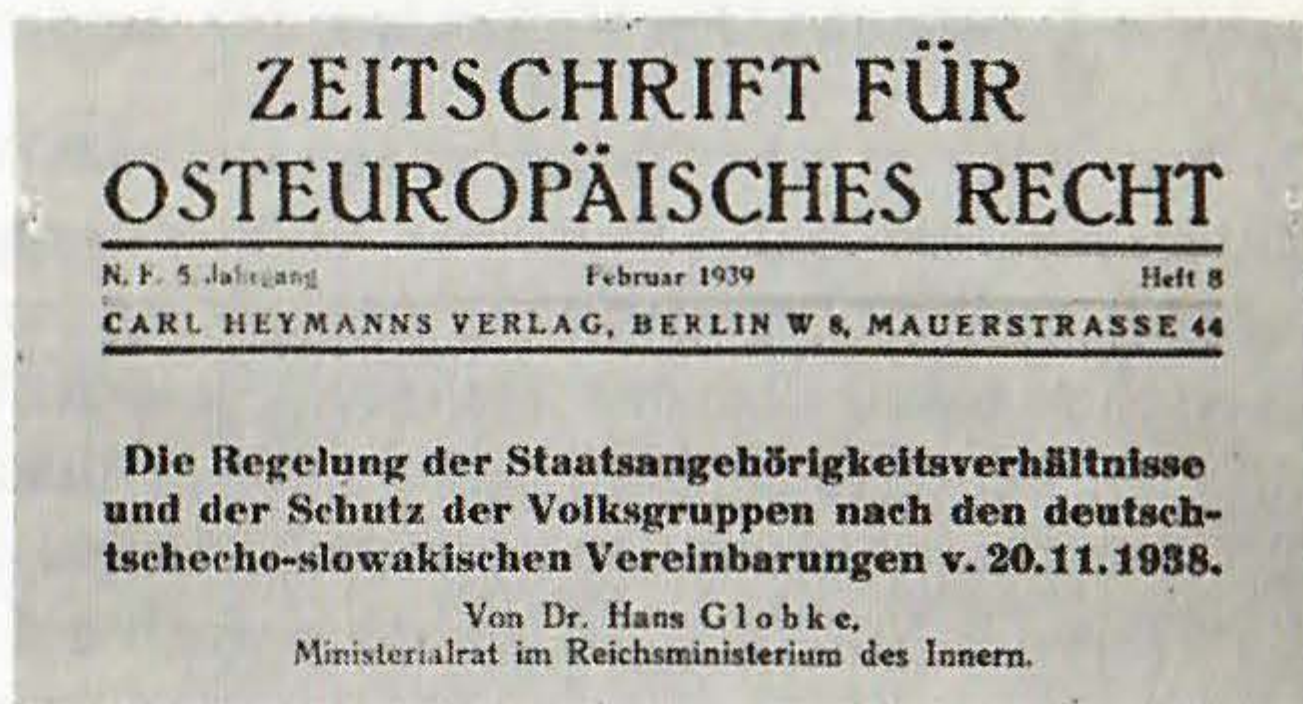 ZEITSCHRIFT FÜR
OSTEUROPÄISCHES RECHT
N. F. 5 Jahrgang Februar 1939 Heft 8
CARL HEYMANNS VERLAG, BERLIN W 8, MAUERSTRASSE 44
Die Regelung der Staatsangehörigkeitsverhältnisse
und der Schutz der Volksgruppen nach den deutsch-
tschecho-slowakischen Vereinbarungen v. 20.11.1938.
Von Dr. Hans Globke,
Ministerialrat im Reichsministerium des Innern.